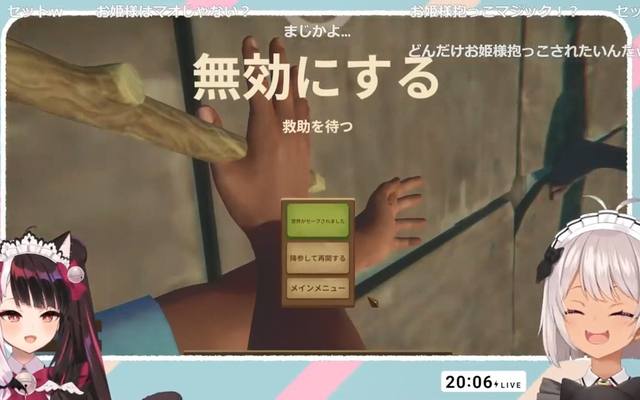 セットw お姫様はマオじゃない？ お姫様抱っこマジック！？ セッ
まじかよ...
どんだけお姫様抱っこされたいんだw
無効にする
救助を待つ
世界がセーブされました
降参して再開する
メインメニュー
20:06 LIVE